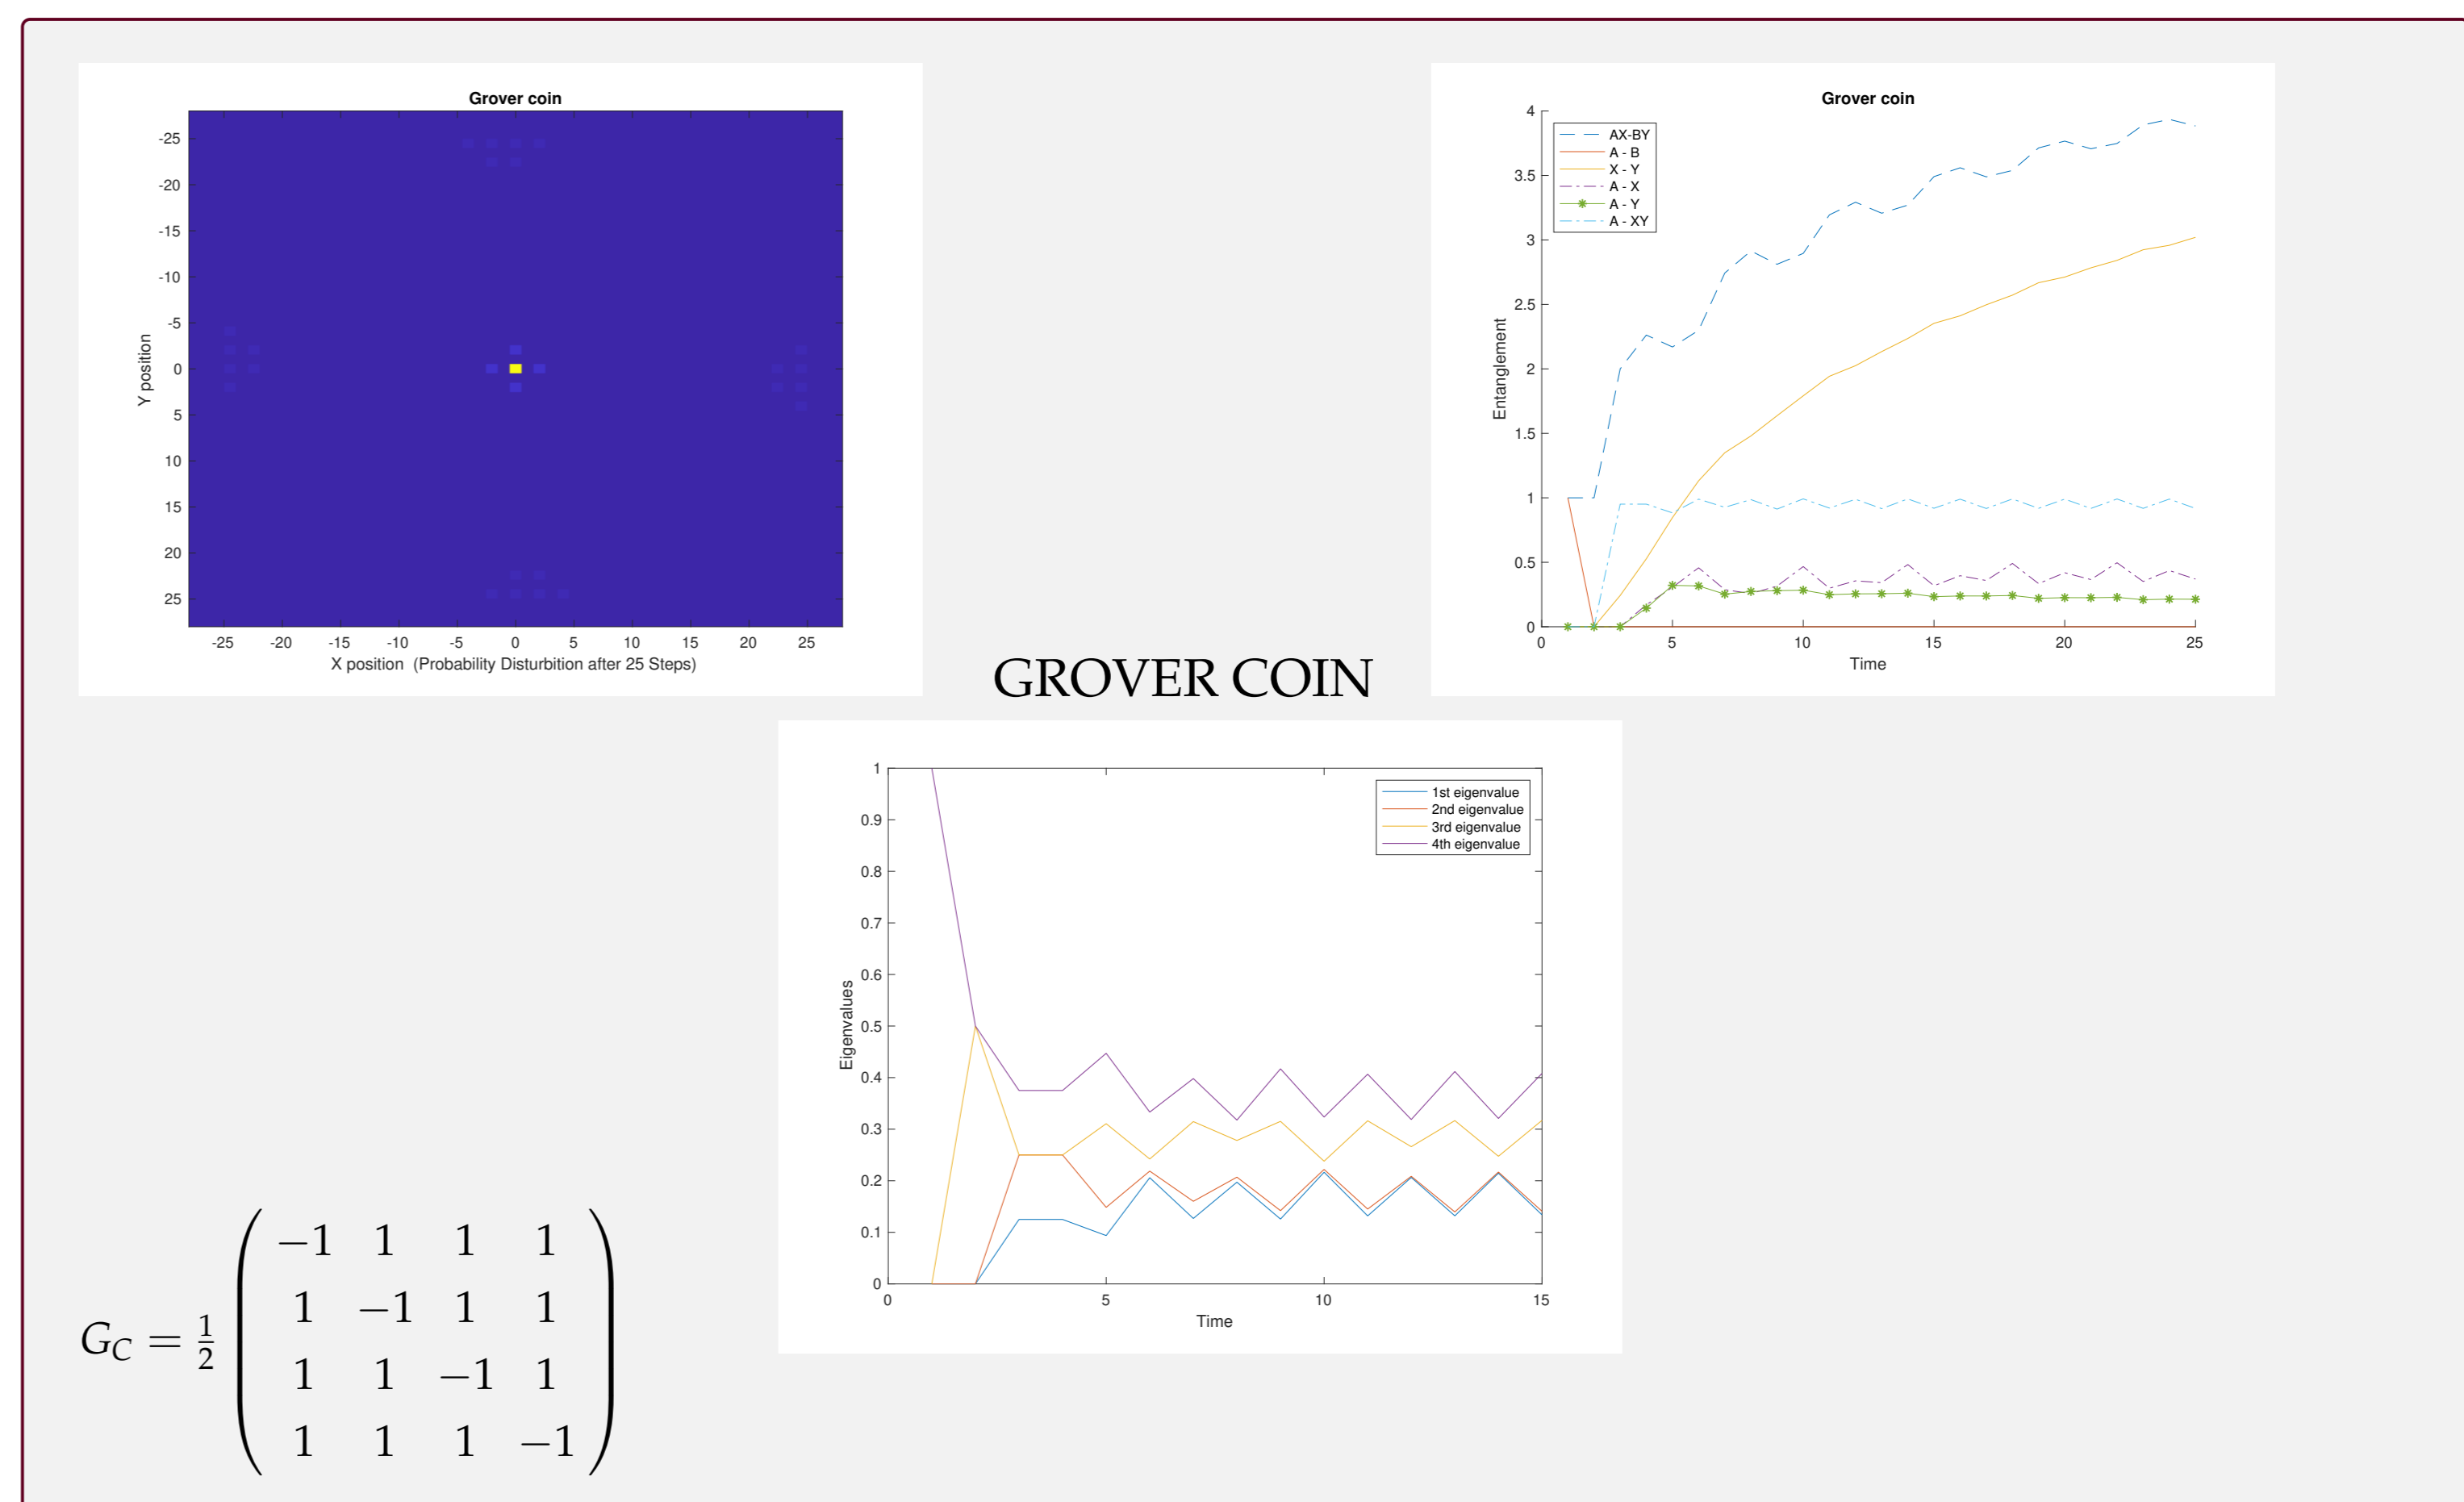 Grover coin
-25
-20
-15
-10
-5
0
5
10
15
20
25
Y position
-25 -20 -15 -10 -5 0 5 10 15 20 25
X position (Probability Disturbition after 25 Steps)
Grover coin
4
3.5
3
2.5
2
1.5
1
0.5
0
Entanglement
AX-BY
A - B
X - Y
A - X
A - Y
A - XY
0 5 10 15 20 25
Time
GROVER COIN
1
0.9
0.8
0.7
0.6
0.5
0.4
0.3
0.2
0.1
0
Eigenvalues
1st eigenvalue
2nd eigenvalue
3rd eigenvalue
4th eigenvalue
0 5 10 15
Time
G_C = 1/2
−1 1 1 1
1 −1 1 1
1 1 −1 1
1 1 1 −1